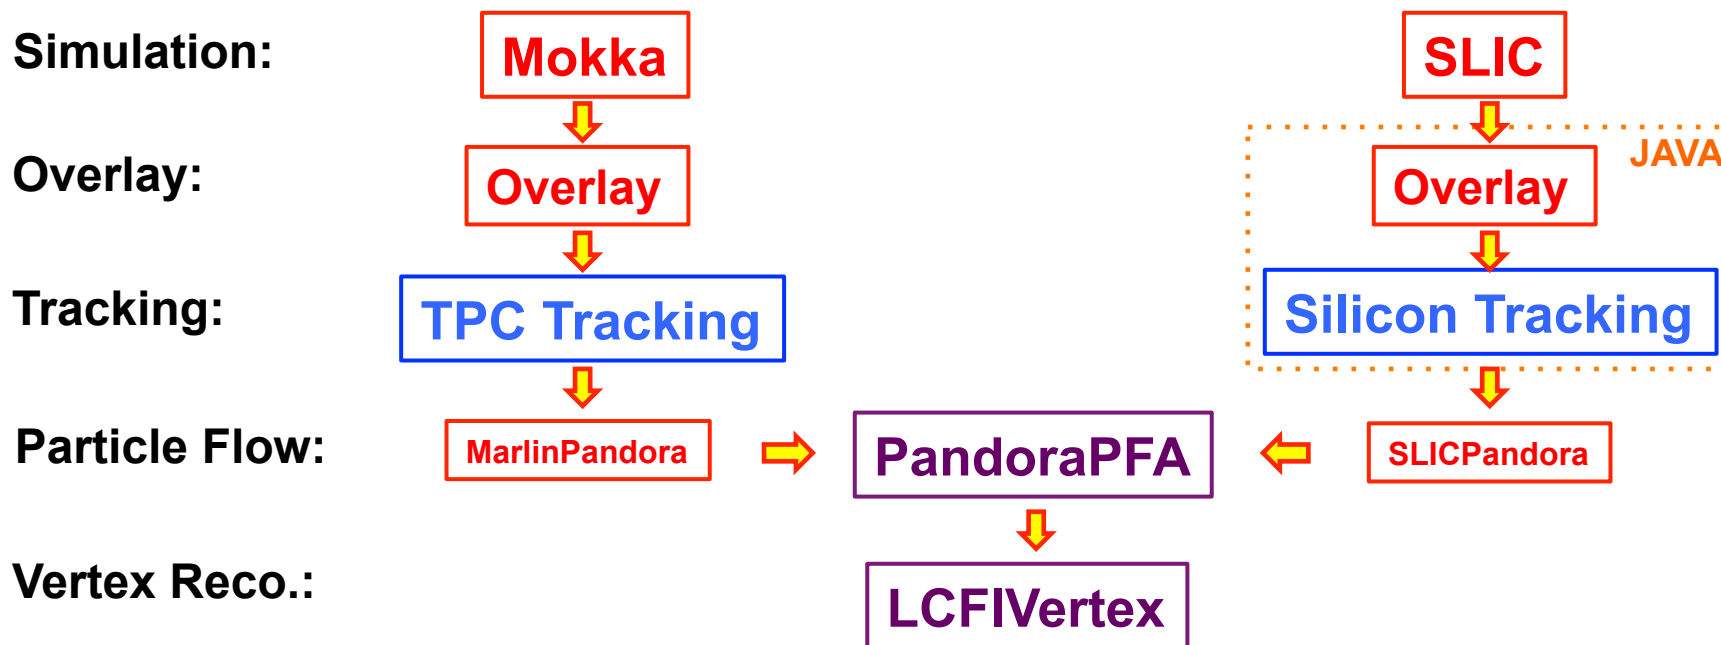 Simulation: Mokka SLIC
JAVA
Overlay: Overlay Overlay
Tracking: TPC Tracking Silicon Tracking
Particle Flow: MarlinPandora PandoraPFA SLICPandora
Vertex Reco.: LCFIVertex